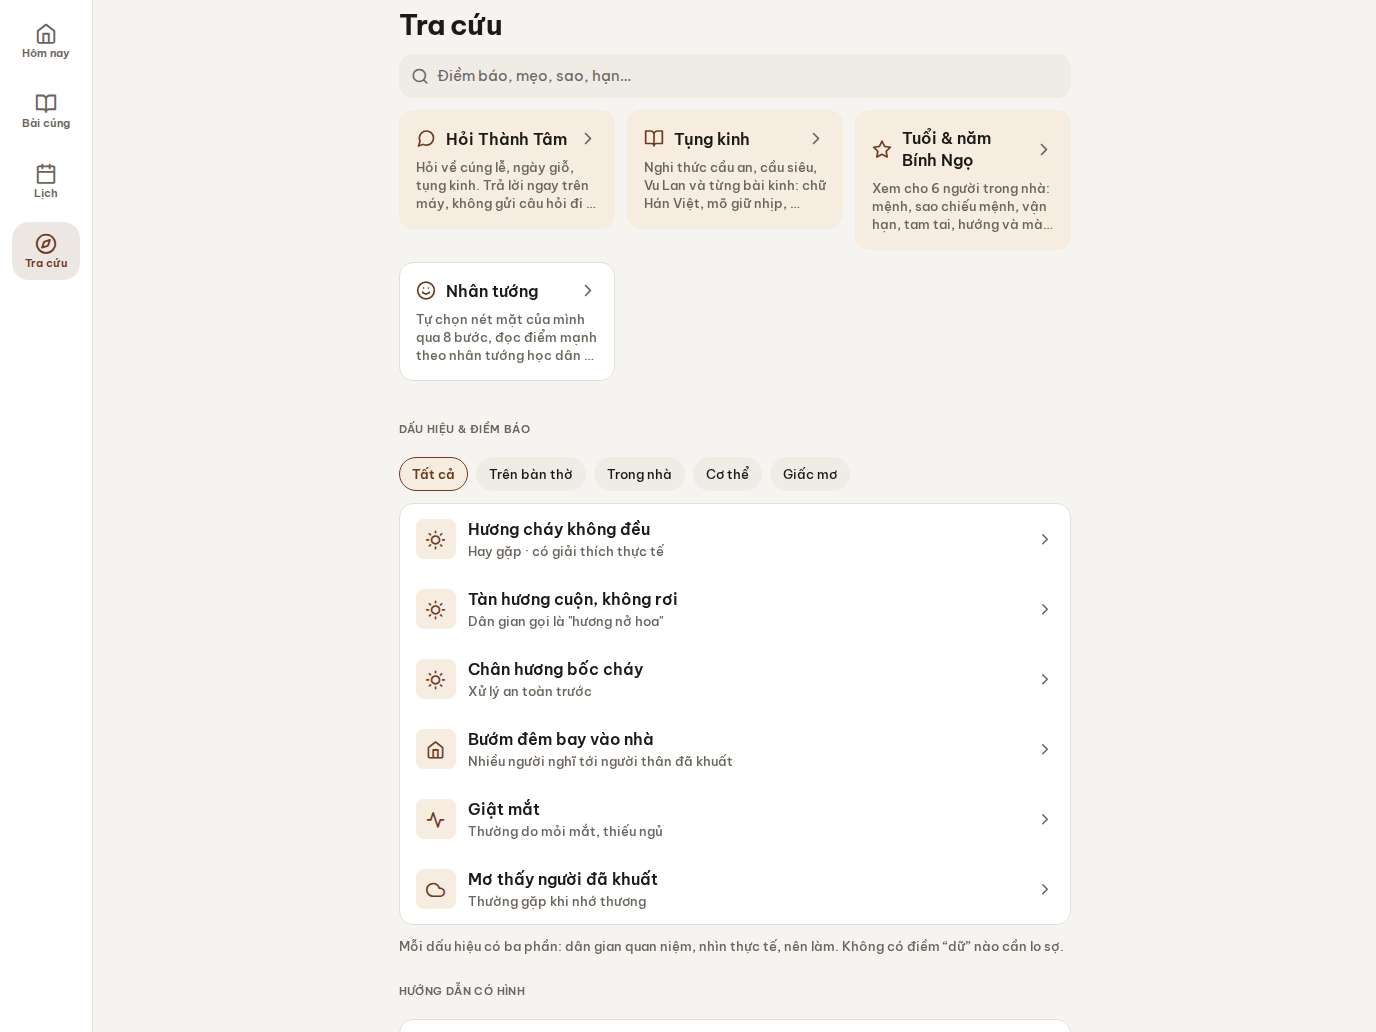 Hôm nay
Bài cúng
Lịch
Tra cứu
Tra cứu
Điềm báo, mẹo, sao, hạn…
Hỏi Thành Tâm
Hỏi về cúng lễ, ngày giỗ,
tụng kinh. Trả lời ngay trên
máy, không gửi câu hỏi đi …
Tụng kinh
Nghi thức cầu an, cầu siêu,
Vu Lan và từng bài kinh: chữ
Hán Việt, mõ giữ nhịp, …
Tuổi & năm
Bính Ngọ
Xem cho 6 người trong nhà:
mệnh, sao chiếu mệnh, vận
hạn, tam tai, hướng và mà…
Nhân tướng
Tự chọn nét mặt của mình
qua 8 bước, đọc điểm mạnh
theo nhân tướng học dân …
DẤU HIỆU & ĐIỀM BÁO
Tất cả
Trên bàn thờ
Trong nhà
Cơ thể
Giấc mơ
Hương cháy không đều
Hay gặp · có giải thích thực tế
Tàn hương cuộn, không rơi
Dân gian gọi là "hương nở hoa"
Chân hương bốc cháy
Xử lý an toàn trước
Bướm đêm bay vào nhà
Nhiều người nghĩ tới người thân đã khuất
Giật mắt
Thường do mỏi mắt, thiếu ngủ
Mơ thấy người đã khuất
Thường gặp khi nhớ thương
Mỗi dấu hiệu có ba phần: dân gian quan niệm, nhìn thực tế, nên làm. Không có điềm “dữ” nào cần lo sợ.
HƯỚNG DẪN CÓ HÌNH